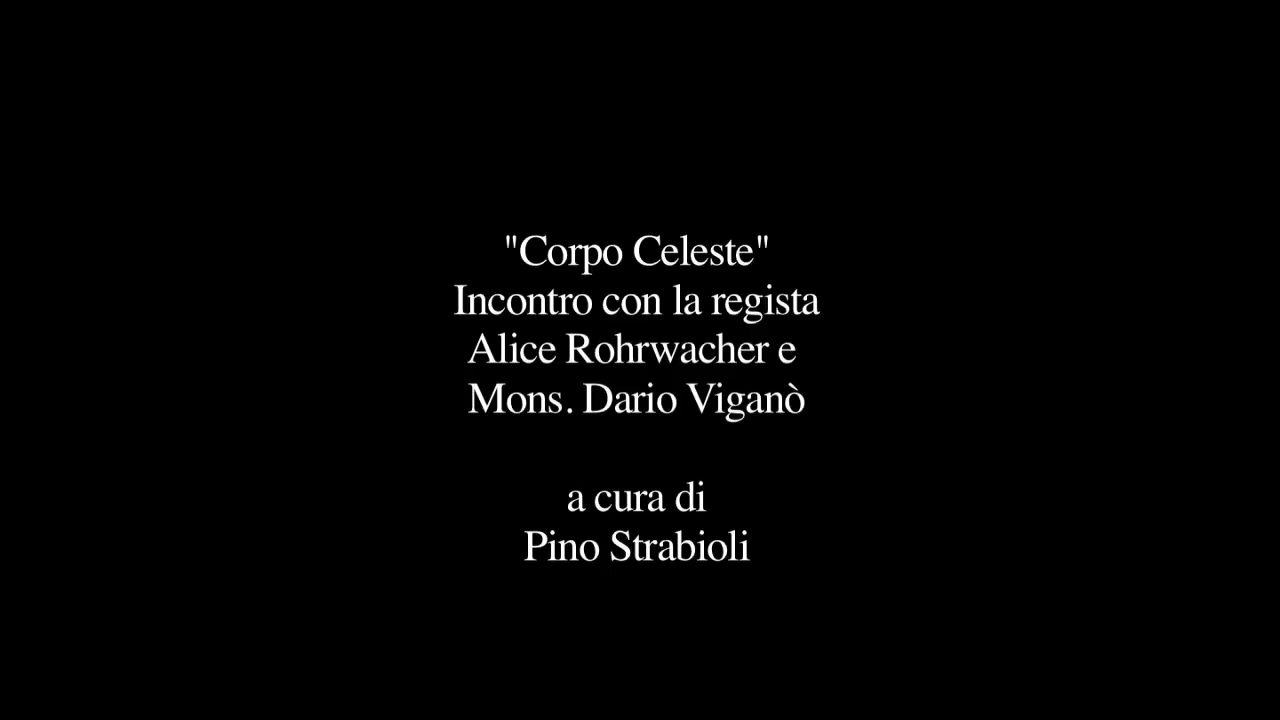 "Corpo Celeste"
Incontro con la regista
Alice Rohrwacher e
Mons. Dario Viganò
a cura di
Pino Strabioli